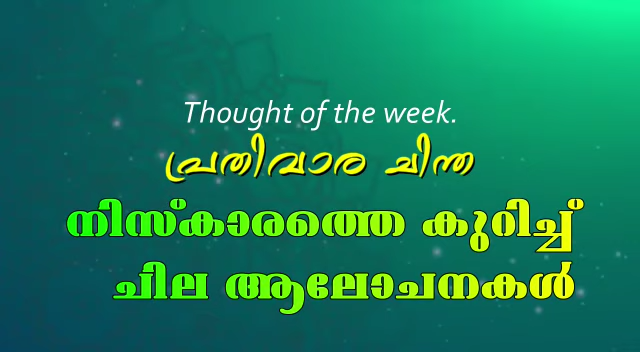 Thought of the week.
പ്രതിവാര ചിന്ത
നിസ്കാരത്തെ കുറിച്ച്
ചില ആലോചനകൾ